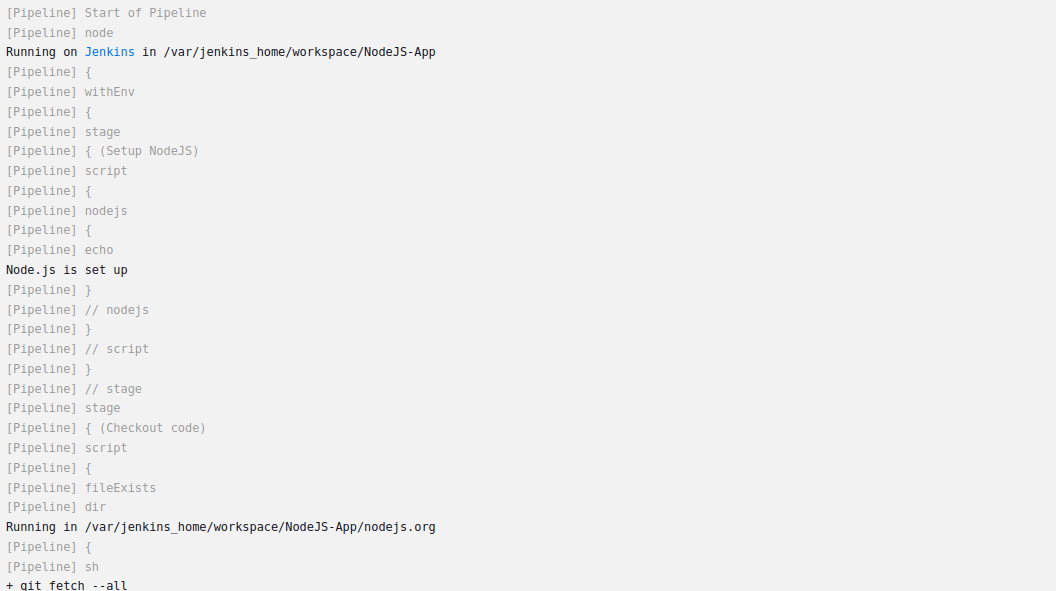 [Pipeline] Start of Pipeline
[Pipeline] node
Running on Jenkins in /var/jenkins_home/workspace/NodeJS-App
[Pipeline] {
[Pipeline] withEnv
[Pipeline] {
[Pipeline] stage
[Pipeline] { (Setup NodeJS)
[Pipeline] script
[Pipeline] {
[Pipeline] nodejs
[Pipeline] {
[Pipeline] echo
Node.js is set up
[Pipeline] }
[Pipeline] // nodejs
[Pipeline] }
[Pipeline] // script
[Pipeline] }
[Pipeline] // stage
[Pipeline] stage
[Pipeline] { (Checkout code)
[Pipeline] script
[Pipeline] {
[Pipeline] fileExists
[Pipeline] dir
Running in /var/jenkins_home/workspace/NodeJS-App/nodejs.org
[Pipeline] {
[Pipeline] sh
+ git fetch --all